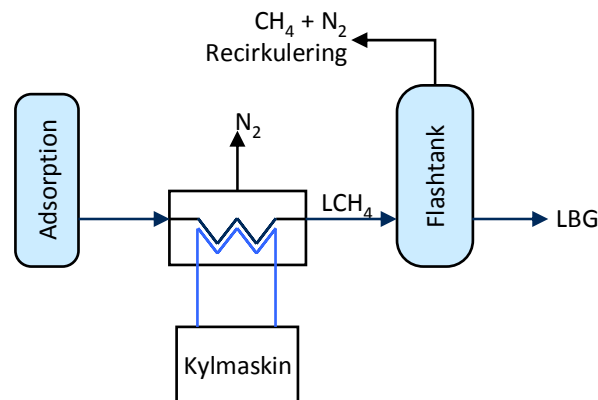 CH₄ + N₂
Recirkulering
Adsorption
N₂
LCH₄
Flashtank
LBG
Kylmaskin